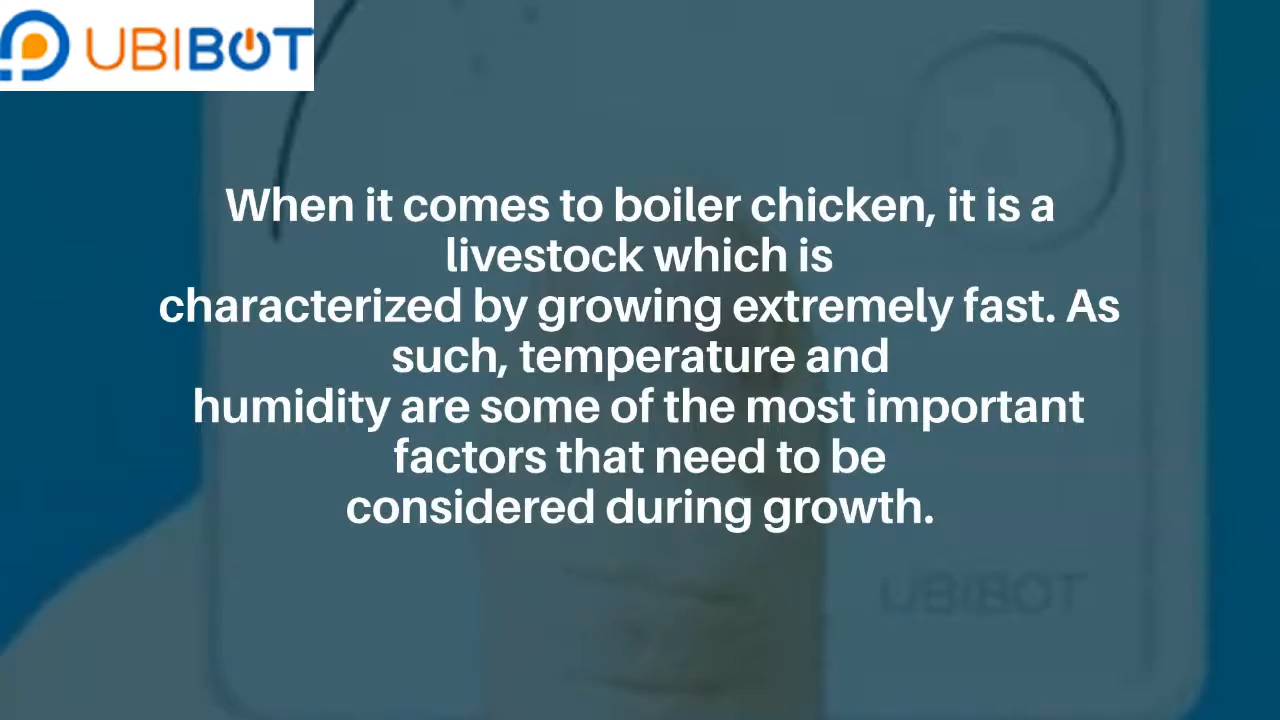 UBIBOT
When it comes to boiler chicken, it is a
livestock which is
characterized by growing extremely fast. As
such, temperature and
humidity are some of the most important
factors that need to be
considered during growth.
UBIBOT